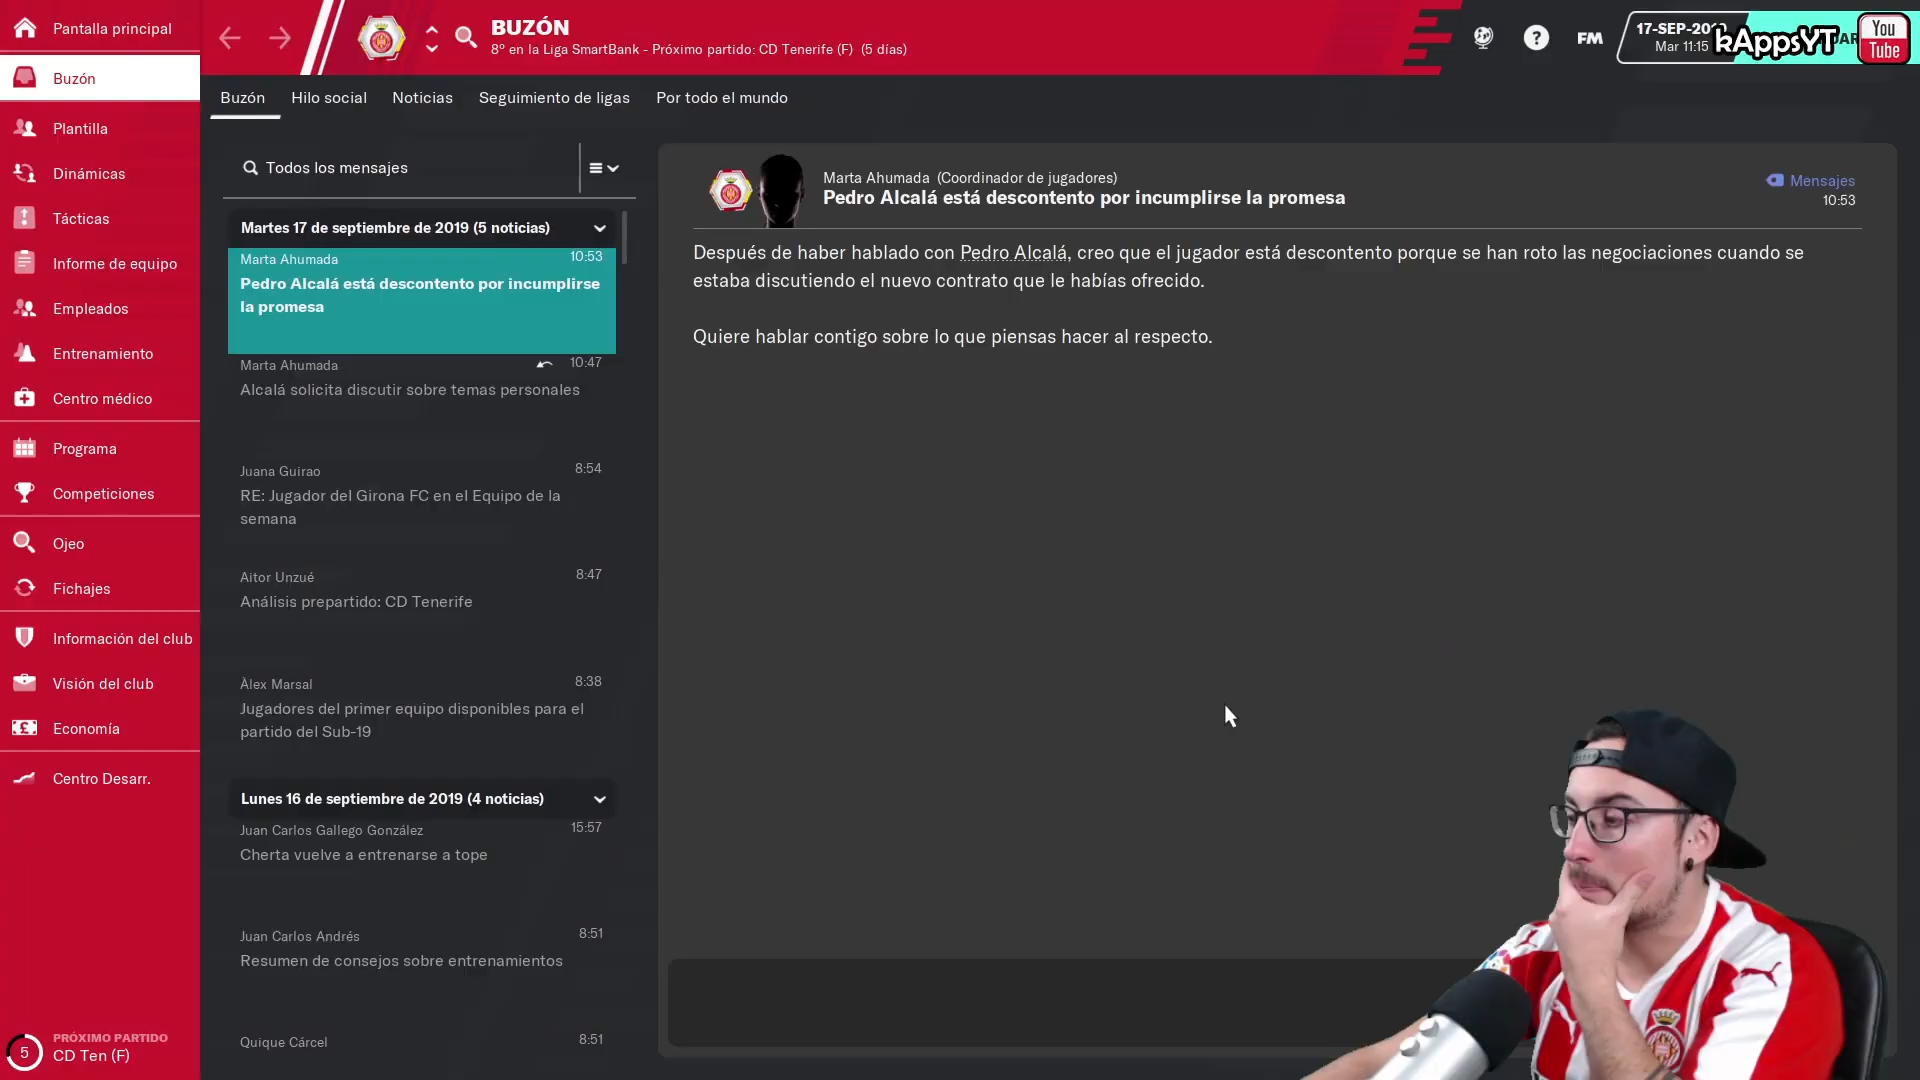 Pantalla principal
Buzón
Plantilla
Dinámicas
Tácticas
Informe de equipo
Empleados
Entrenamiento
Centro médico
Programa
Competiciones
Ojeo
Fichajes
Información del club
Visión del club
Economía
Centro Desarr.
5
PRÓXIMO PARTIDO
CD Ten (F)
BUZÓN
8º en la Liga SmartBank - Próximo partido: CD Tenerife (F) (5 días)
?
FM
Mar 11:15
kAppsYT
You
Tube
Buzón
Hilo social
Noticias
Seguimiento de ligas
Por todo el mundo
Todos los mensajes
Martes 17 de septiembre de 2019 (5 noticias)
Marta Ahumada 10:53
Pedro Alcalá está descontento por incumplirse
la promesa
Marta Ahumada 10:47
Alcalá solicita discutir sobre temas personales
Juana Guirao 8:54
RE: Jugador del Girona FC en el Equipo de la
semana
Aitor Unzué 8:47
Análisis prepartido: CD Tenerife
Àlex Marsal 8:38
Jugadores del primer equipo disponibles para el
partido del Sub-19
Lunes 16 de septiembre de 2019 (4 noticias)
Juan Carlos Gallego González 15:57
Cherta vuelve a entrenarse a tope
Juan Carlos Andrés 8:51
Resumen de consejos sobre entrenamientos
Quique Cárcel 8:51
Marta Ahumada (Coordinador de jugadores)
Pedro Alcalá está descontento por incumplirse la promesa
Mensajes
10:53
Después de haber hablado con Pedro Alcalá, creo que el jugador está descontento porque se han roto las negociaciones cuando se
estaba discutiendo el nuevo contrato que le habías ofrecido.
Quiere hablar contigo sobre lo que piensas hacer al respecto.